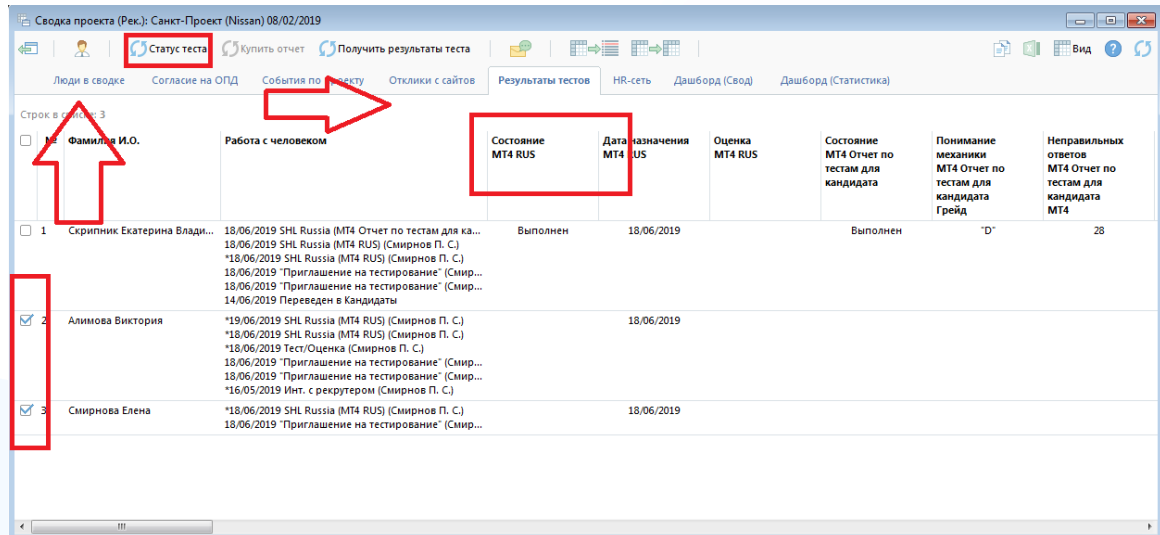 Сводка проекта (Рек.): Санкт-Проект (Nissan) 08/02/2019
Статус теста Купить отчет Получить результаты теста Вид
Люди в сводке Согласие на ОПД События по проекту Отклики с сайтов Результаты тестов HR-сеть Дашборд (Свод) Дашборд (Статистика)
Строк в списке: 3
№ Фамилия И.О. Работа с человеком Состояние Дата назначения Оценка Состояние Понимание Неправильных
MT4 RUS MT4 RUS MT4 RUS МТ4 Отчет по механики ответов
тестам для МТ4 Отчет по МТ4 Отчет по
кандидата тестам для тестам для
кандидата кандидата
Грейд МТ4
1 Скрипник Екатерина Влади... 18/06/2019 SHL Russia (МТ4 Отчет по тестам для ка... Выполнен 18/06/2019 Выполнен "D" 28
18/06/2019 SHL Russia (MT4 RUS) (Смирнов П. С.)
*18/06/2019 SHL Russia (MT4 RUS) (Смирнов П. С.)
18/06/2019 "Приглашение на тестирование" (Смир...
18/06/2019 "Приглашение на тестирование" (Смир...
14/06/2019 Переведен в Кандидаты
2 Алимова Виктория *19/06/2019 SHL Russia (MT4 RUS) (Смирнов П. С.) 18/06/2019
*18/06/2019 SHL Russia (MT4 RUS) (Смирнов П. С.)
*18/06/2019 Тест/Оценка (Смирнов П. С.)
18/06/2019 "Приглашение на тестирование" (Смир...
18/06/2019 "Приглашение на тестирование" (Смир...
*16/05/2019 Инт. с рекрутером (Смирнов П. С.)
3 Смирнова Елена *18/06/2019 SHL Russia (MT4 RUS) (Смирнов П. С.) 18/06/2019
18/06/2019 "Приглашение на тестирование" (Смир...